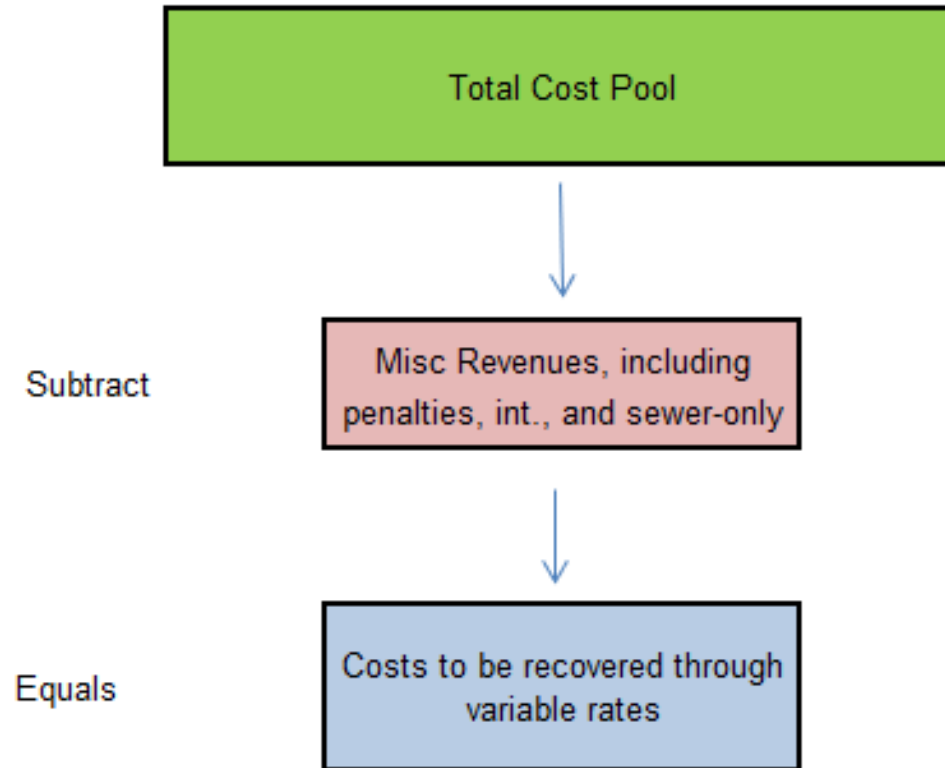 Total Cost Pool
Subtract
Misc Revenues, including
penalties, int., and sewer-only
Equals
Costs to be recovered through
variable rates